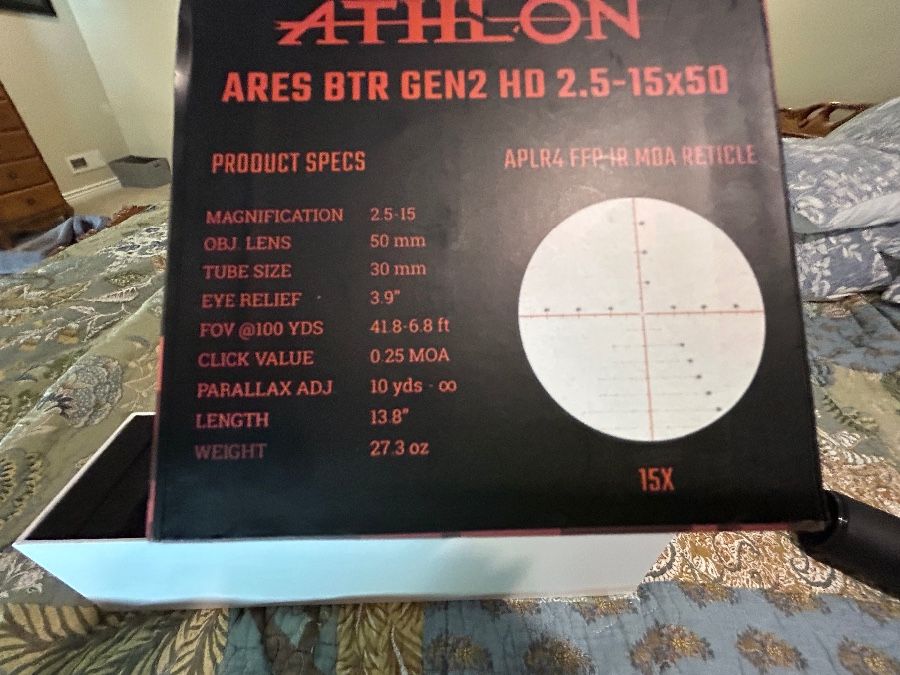 ATHLON
ARES BTR GEN2 HD 2.5-15x50
PRODUCT SPECS
MAGNIFICATION 2.5-15
OBJ. LENS 50 mm
TUBE SIZE 30 mm
EYE RELIEF 3.9"
FOV @100 YDS 41.8-6.8 ft
CLICK VALUE 0.25 MOA
PARALLAX ADJ 10 yds - ∞
LENGTH 13.8"
WEIGHT 27.3 oz
APLR4 FFP IR MOA RETICLE
15X